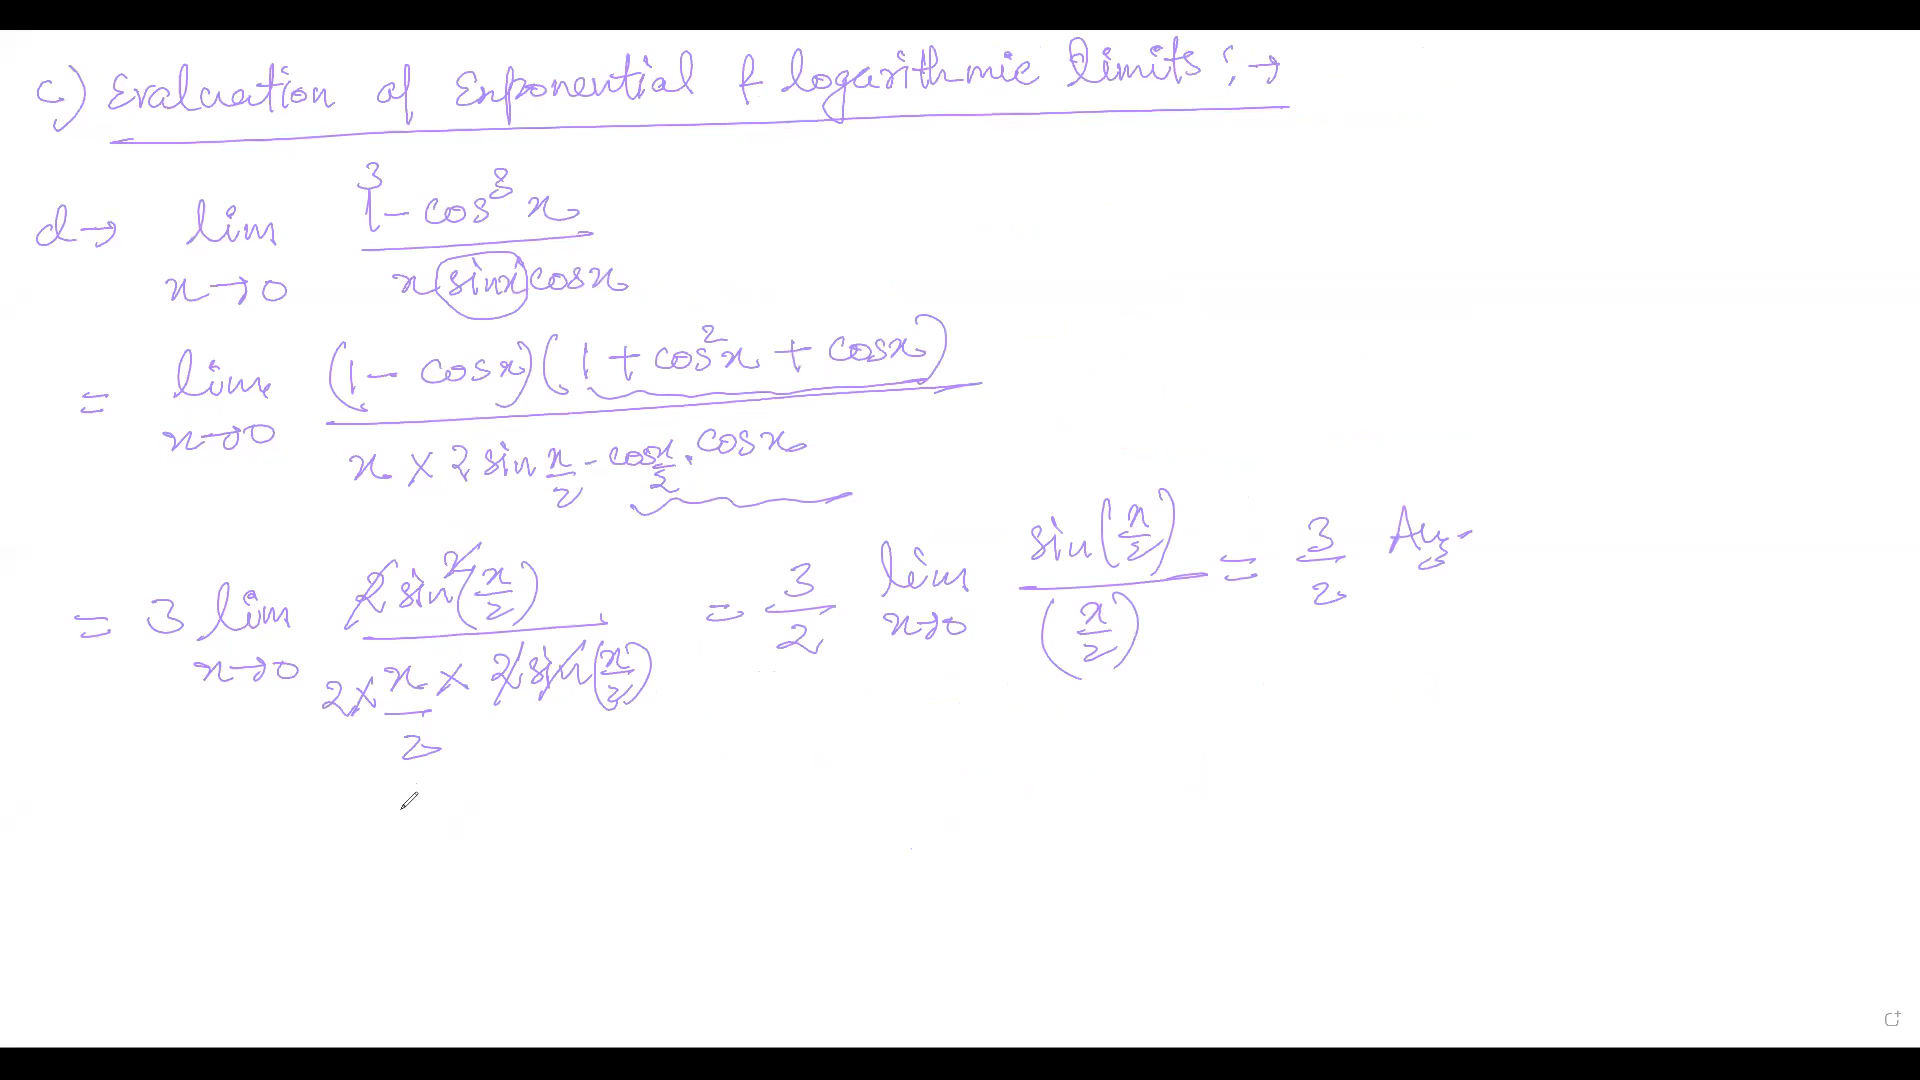 c) Evaluation of Exponential & logarithmic limits :→
d→ lim x→0 (1³ - cos³x) / (x sinx cosx)
= lim x→0 (1 - cosx)(1 + cos²x + cosx) / (x × 2 sin x/2 - cos x/2 . cosx)
= 3 lim x→0 2 sin²(x/2) / (2 × x/2 × 2 sin(x/2)) = 3/2 lim x→0 sin(x/2) / (x/2) = 3/2 Ans